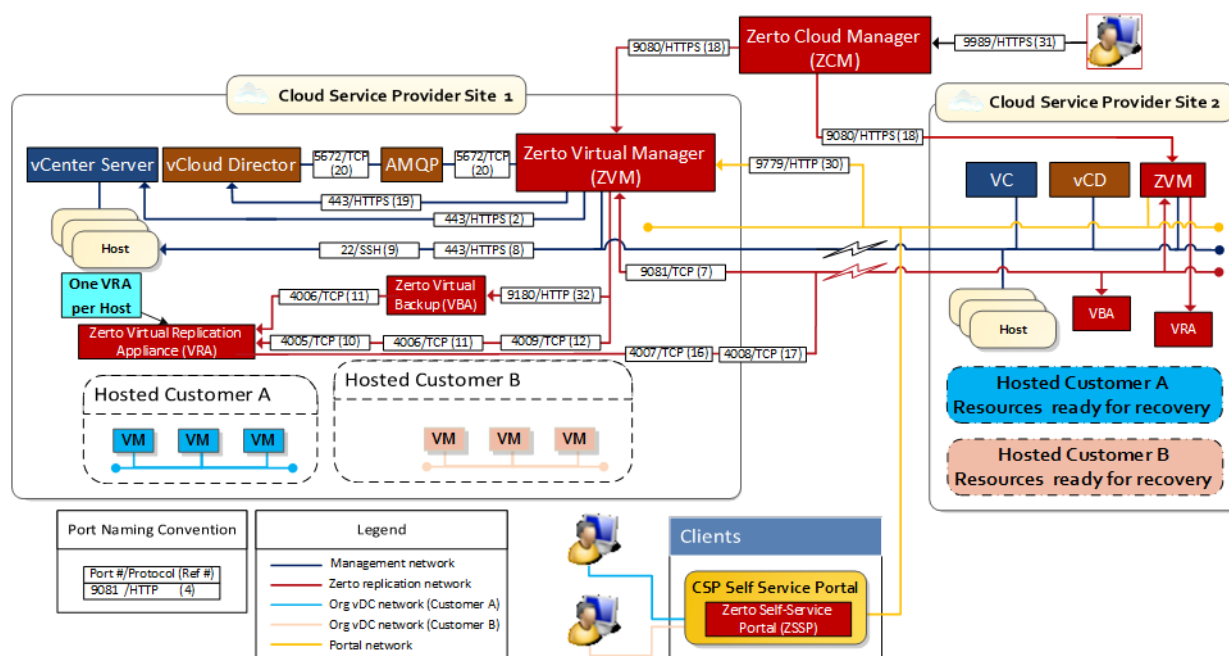 Zerto Cloud Manager
(ZCM)
9080/HTTPS (18)
9989/HTTPS (31)
Cloud Service Provider Site 1
Cloud Service Provider Site 2
9080/HTTPS (18)
vCenter Server
vCloud Director
5672/TCP
(20)
AMQP
5672/TCP
(20)
Zerto Virtual Manager
(ZVM)
9779/HTTP (30)
VC
vCD
ZVM
443/HTTPS (19)
443/HTTPS (2)
Host
22/SSH (9)
443/HTTPS (8)
9081/TCP (7)
One VRA
per Host
4006/TCP (11)
Zerto Virtual
Backup (VBA)
9180/HTTP (32)
VBA
VRA
Host
Zerto Virtual Replication
Appliance (VRA)
4005/TCP (10)
4006/TCP (11)
4009/TCP (12)
4007/TCP (16)
4008/TCP (17)
Hosted Customer A
VM
VM
VM
Hosted Customer B
VM
VM
VM
Hosted Customer A
Resources ready for recovery
Hosted Customer B
Resources ready for recovery
Port Naming Convention
Port #/Protocol (Ref #)
9081 /HTTP (4)
Legend
Management network
Zerto replication network
Org vDC network (Customer A)
Org vDC network (Customer B)
Portal network
Clients
CSP Self Service Portal
Zerto Self-Service
Portal (ZSSP)